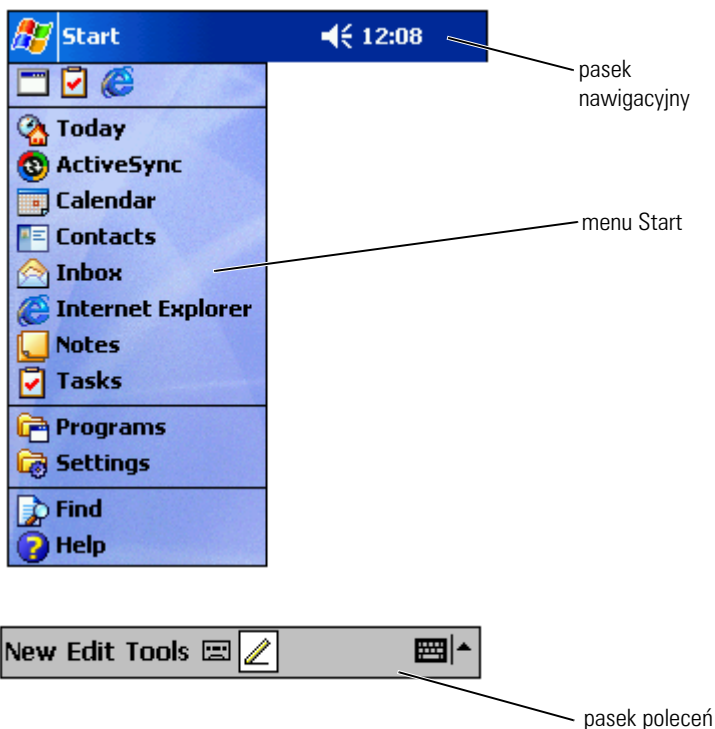 Start
12:08
pasek
nawigacyjny
Today
ActiveSync
Calendar
Contacts
menu Start
Inbox
Internet Explorer
Notes
Tasks
Programs
Settings
Find
Help
New Edit Tools
pasek poleceń